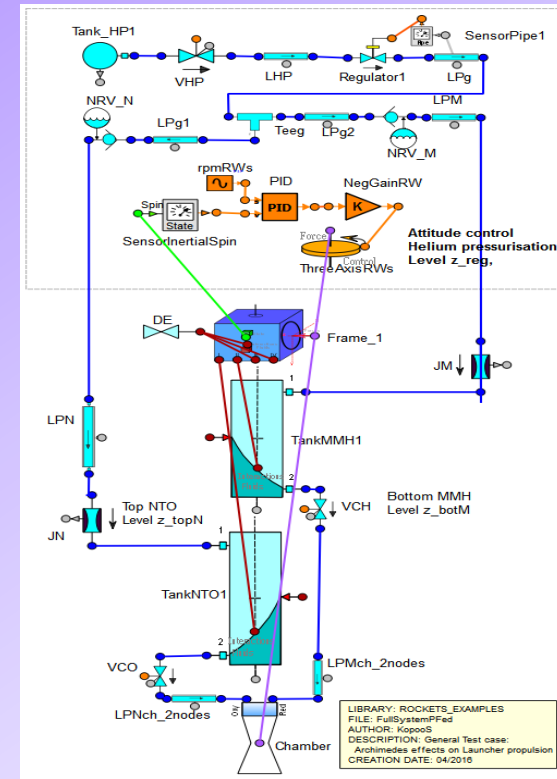 Tank_HP1
SensorPipe1
Pipe
VHP
LHP
Regulator1
LPg
NRV_N
LPg1
Teeg
LPg2
LPM
NRV_M
rpmRWs
PID
NegGainRW
Spin
PID
K
State
SensorInertialSpin
Force
Control
ThreeAxisRWs
Attitude control
Helium pressurisation
Level z_reg,
DE
Frame_1
JM
1
LPN
TankMMH1
2
Top NTO
Level z_topN
VCH
Bottom MMH
Level z_botM
JN
1
TankNTO1
2
VCO
LPMch_2nodes
LPNch_2nodes
Oxy
Red
Chamber
LIBRARY: ROCKETS_EXAMPLES
FILE: FullSystemPFed
AUTHOR: KopooS
DESCRIPTION: General Test case:
Archimedes effects on Launcher propulsion
CREATION DATE: 04/2016